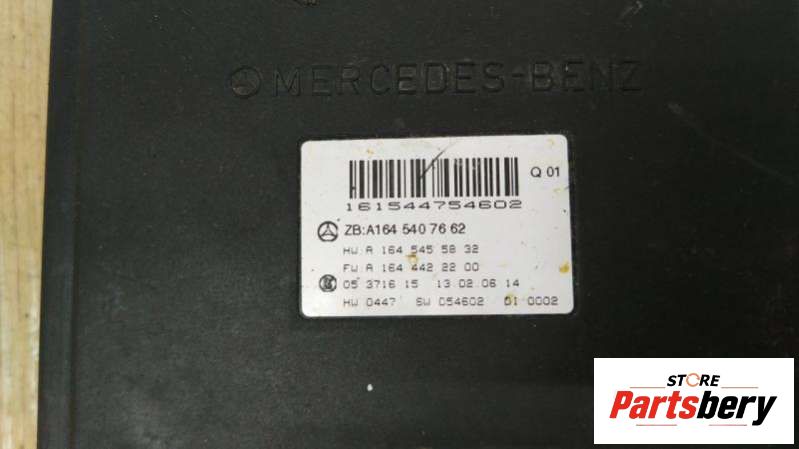 MERCEDES-BENZ
Q 01
161544754602
ZB:A164 540 76 62
HW A 164 545 58 32
FW A 164 442 22 00
05 3716 15 13 02 06 14
HW 0447 SW 054602 DI 0002
STORE
Partsbery